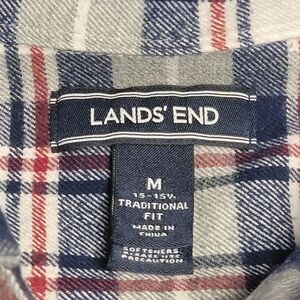 LANDS' END
M
15-15½
TRADITIONAL
FIT
MADE IN
CHINA
SOFTENERS.
PLEASE USE
PRECAUTION